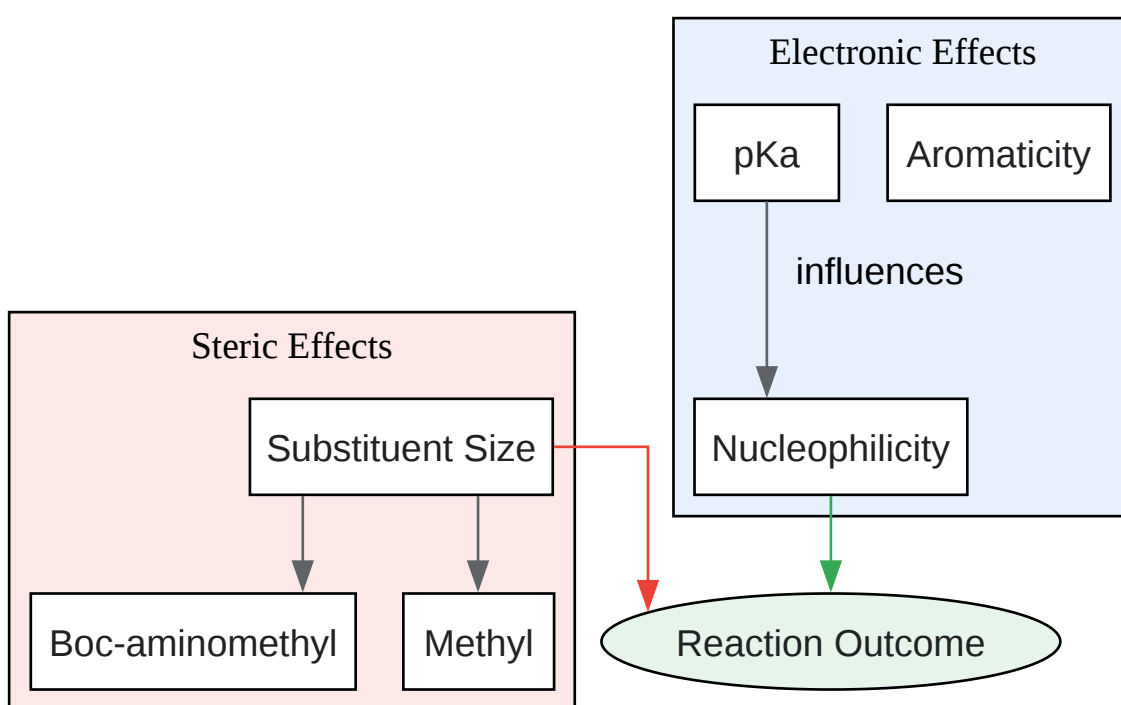 Electronic Effects
pKa
Aromaticity
influences
Steric Effects
Substituent Size
Nucleophilicity
Boc-aminomethyl
Methyl
Reaction Outcome